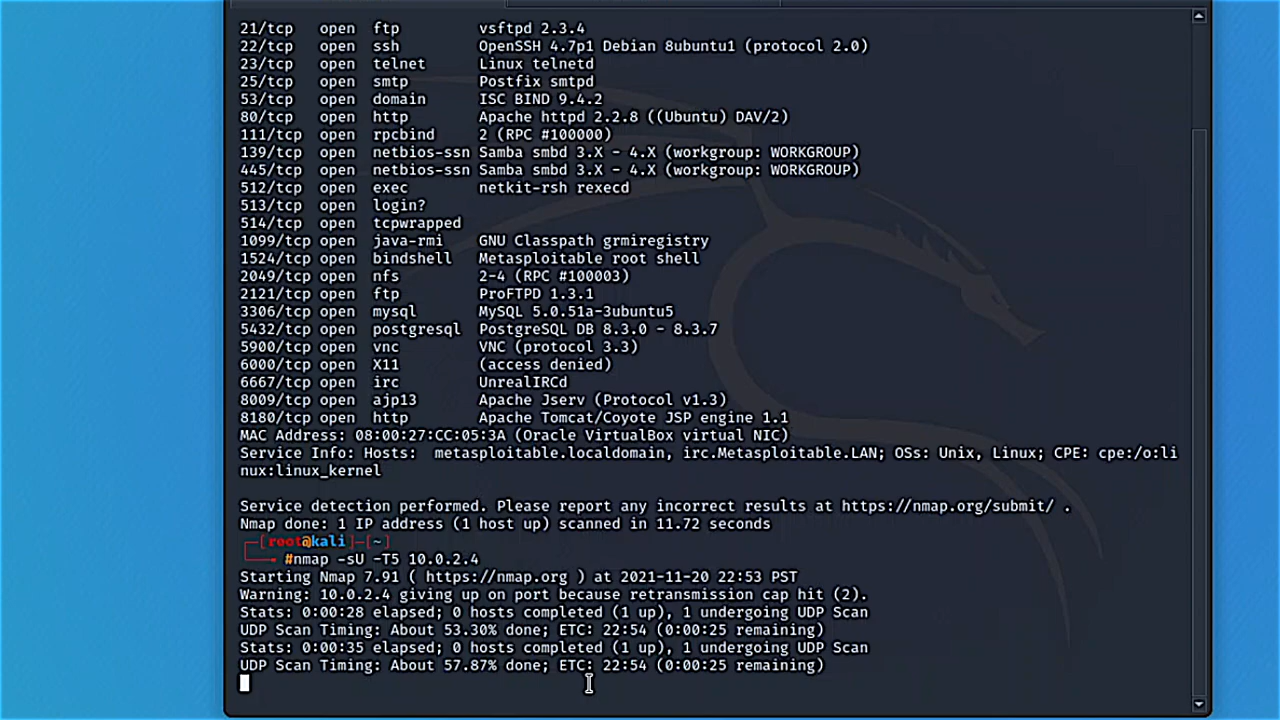 21/tcp   open  ftp         vsftpd 2.3.4
22/tcp   open  ssh         OpenSSH 4.7p1 Debian 8ubuntu1 (protocol 2.0)
23/tcp   open  telnet      Linux telnetd
25/tcp   open  smtp        Postfix smtpd
53/tcp   open  domain      ISC BIND 9.4.2
80/tcp   open  http        Apache httpd 2.2.8 ((Ubuntu) DAV/2)
111/tcp  open  rpcbind     2 (RPC #100000)
139/tcp  open  netbios-ssn Samba smbd 3.X - 4.X (workgroup: WORKGROUP)
445/tcp  open  netbios-ssn Samba smbd 3.X - 4.X (workgroup: WORKGROUP)
512/tcp  open  exec        netkit-rsh rexecd
513/tcp  open  login?
514/tcp  open  tcpwrapped
1099/tcp open  java-rmi    GNU Classpath grmiregistry
1524/tcp open  bindshell   Metasploitable root shell
2049/tcp open  nfs         2-4 (RPC #100003)
2121/tcp open  ftp         ProFTPD 1.3.1
3306/tcp open  mysql       MySQL 5.0.51a-3ubuntu5
5432/tcp open  postgresql  PostgreSQL DB 8.3.0 - 8.3.7
5900/tcp open  vnc         VNC (protocol 3.3)
6000/tcp open  X11         (access denied)
6667/tcp open  irc         UnrealIRCd
8009/tcp open  ajp13       Apache Jserv (Protocol v1.3)
8180/tcp open  http        Apache Tomcat/Coyote JSP engine 1.1
MAC Address: 08:00:27:CC:05:3A (Oracle VirtualBox virtual NIC)
Service Info: Hosts:  metasploitable.localdomain, irc.Metasploitable.LAN; OSs: Unix, Linux; CPE: cpe:/o:li
nux:linux_kernel
Service detection performed. Please report any incorrect results at https://nmap.org/submit/ .
Nmap done: 1 IP address (1 host up) scanned in 11.72 seconds
┌─[root@kali]─[~]
└──╼ #nmap -sU -T5 10.0.2.4
Starting Nmap 7.91 ( https://nmap.org ) at 2021-11-20 22:53 PST
Warning: 10.0.2.4 giving up on port because retransmission cap hit (2).
Stats: 0:00:28 elapsed; 0 hosts completed (1 up), 1 undergoing UDP Scan
UDP Scan Timing: About 53.30% done; ETC: 22:54 (0:00:25 remaining)
Stats: 0:00:35 elapsed; 0 hosts completed (1 up), 1 undergoing UDP Scan
UDP Scan Timing: About 57.87% done; ETC: 22:54 (0:00:25 remaining)